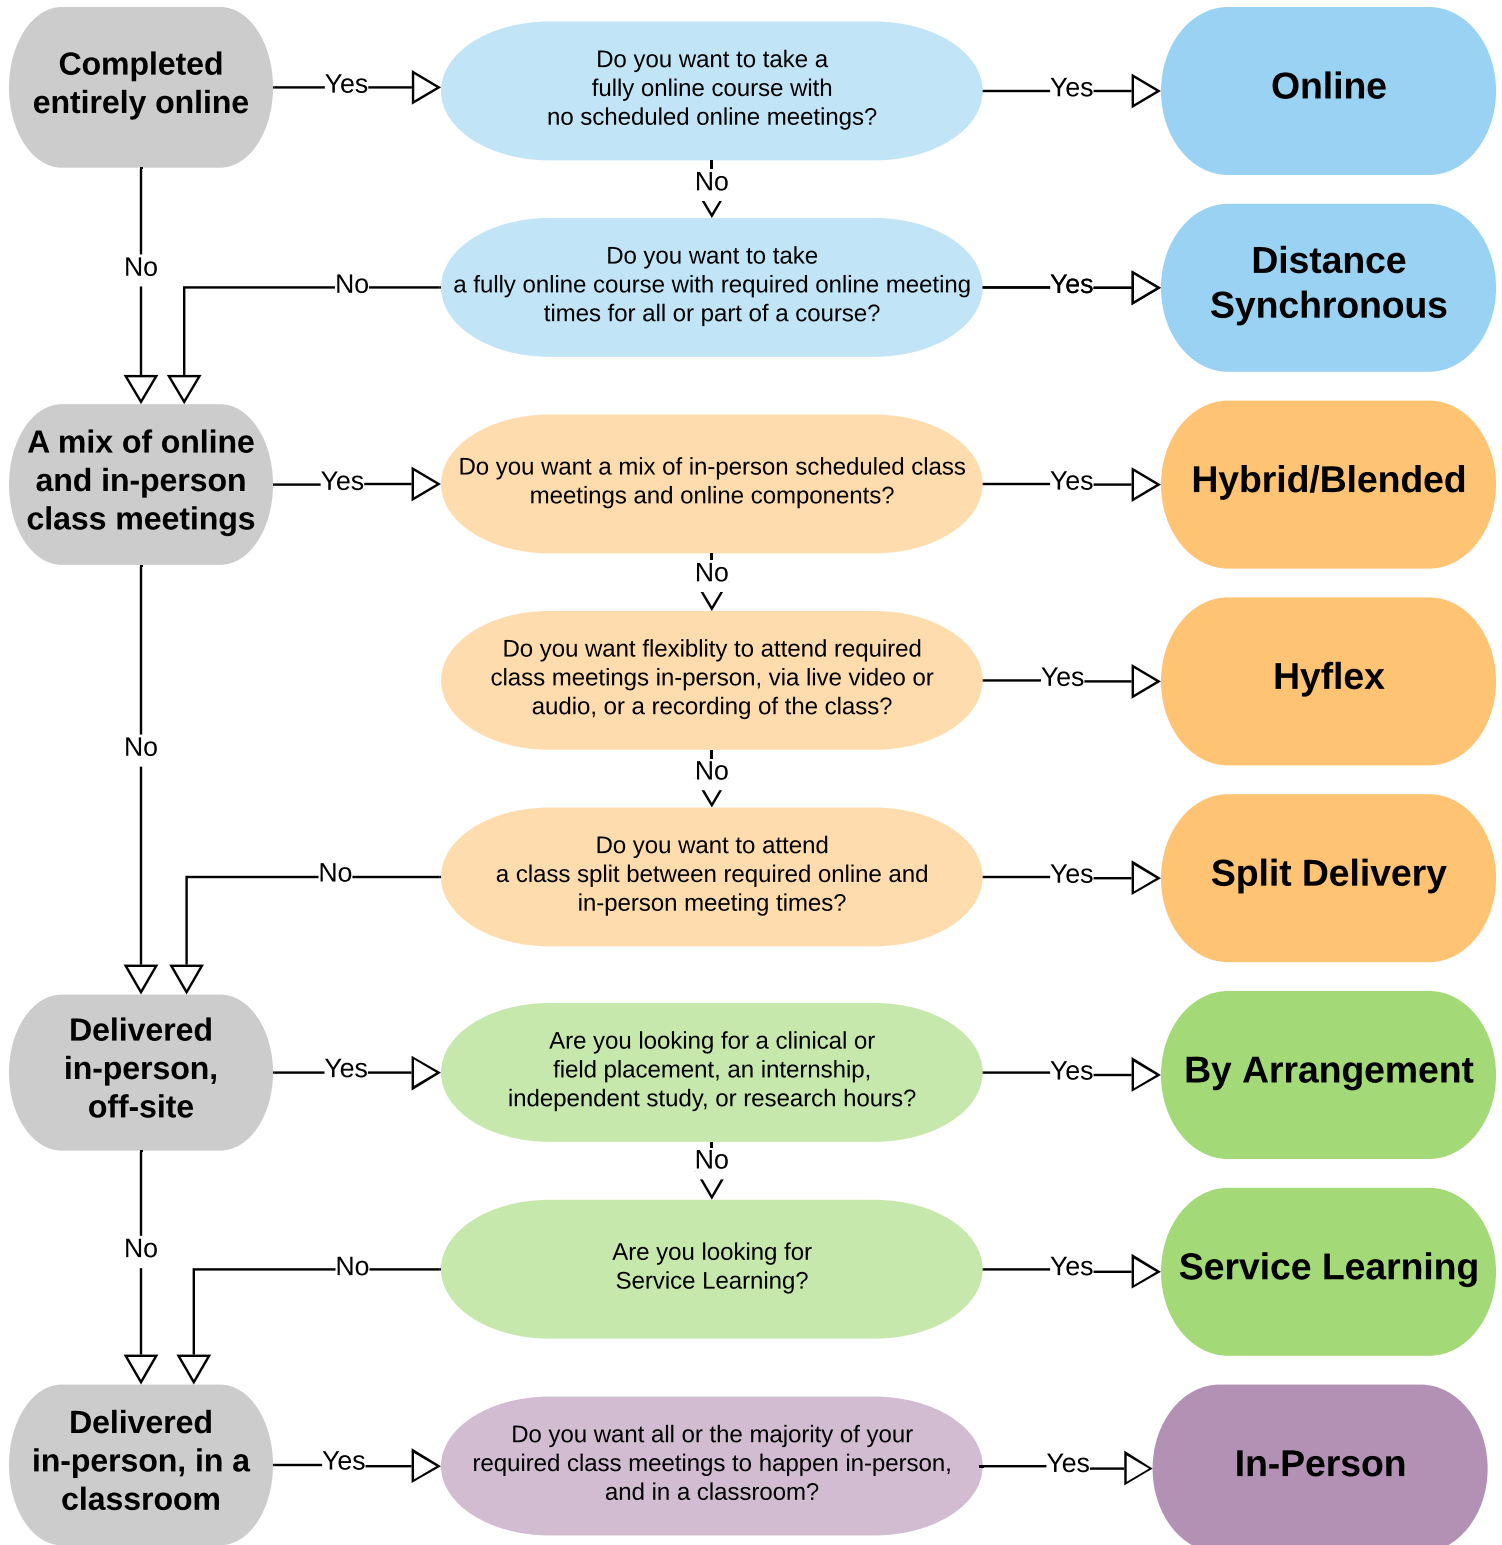 Completed
entirely online
Yes
Do you want to take a
fully online course with
no scheduled online meetings?
Yes
Online
No
No
Do you want to take
a fully online course with required online meeting
times for all or part of a course?
No
Yes
Distance
Synchronous
A mix of online
and in-person
class meetings
Yes
Do you want a mix of in-person scheduled class
meetings and online components?
Yes
Hybrid/Blended
No
Do you want flexiblity to attend required
class meetings in-person, via live video or
audio, or a recording of the class?
Yes
Hyflex
No
No
Do you want to attend
a class split between required online and
in-person meeting times?
No
Yes
Split Delivery
Delivered
in-person,
off-site
Yes
Are you looking for a clinical or
field placement, an internship,
independent study, or research hours?
Yes
By Arrangement
No
No
Are you looking for
Service Learning?
No
Yes
Service Learning
Delivered
in-person, in a
classroom
Yes
Do you want all or the majority of your
required class meetings to happen in-person,
and in a classroom?
Yes
In-Person